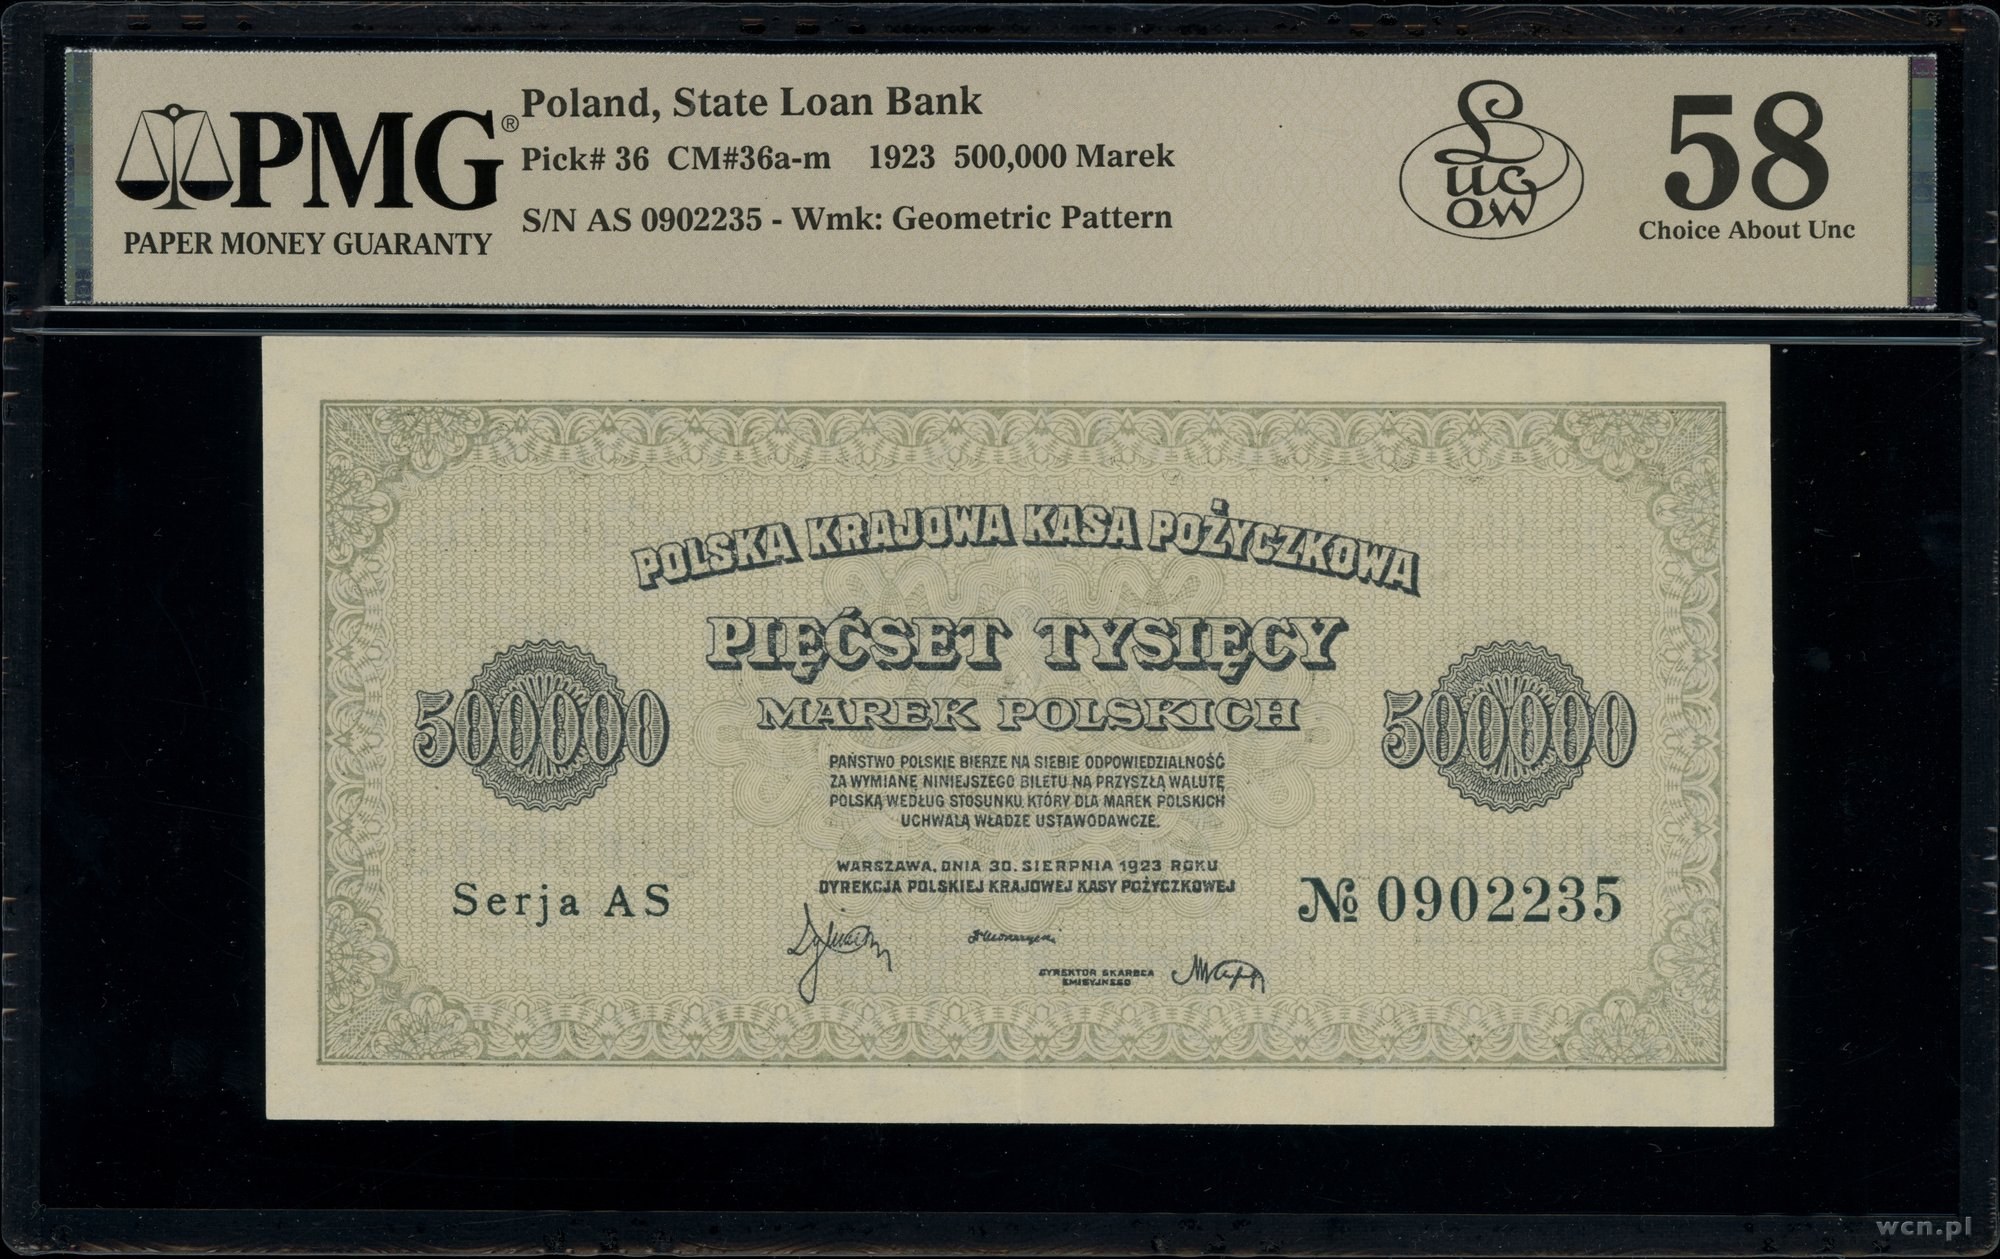 PMG®
PAPER MONEY GUARANTY
Poland, State Loan Bank
Pick# 36 CM#36a-m 1923 500,000 Marek
S/N AS 0902235 - Wmk: Geometric Pattern
Lucow
58
Choice About Unc
POLSKA KRAJOWA KASA POŻYCZKOWA
PIĘĆSET TYSIĘCY
MAREK POLSKICH
500000
500000
PAŃSTWO POLSKIE BIERZE NA SIEBIE ODPOWIEDZIALNOŚĆ
ZA WYMIANĘ NINIEJSZEGO BILETU NA PRZYSZŁĄ WALUTĘ
POLSKĄ WEDŁUG STOSUNKU, KTÓRY DLA MAREK POLSKICH
UCHWALĄ WŁADZE USTAWODAWCZE.
WARSZAWA, DNIA 30. SIERPNIA 1923 ROKU
DYREKCJA POLSKIEJ KRAJOWEJ KASY POŻYCZKOWEJ
Serja AS
№ 0902235
DYREKTOR SKARBCA
EMISYJNEGO
wcn.pl